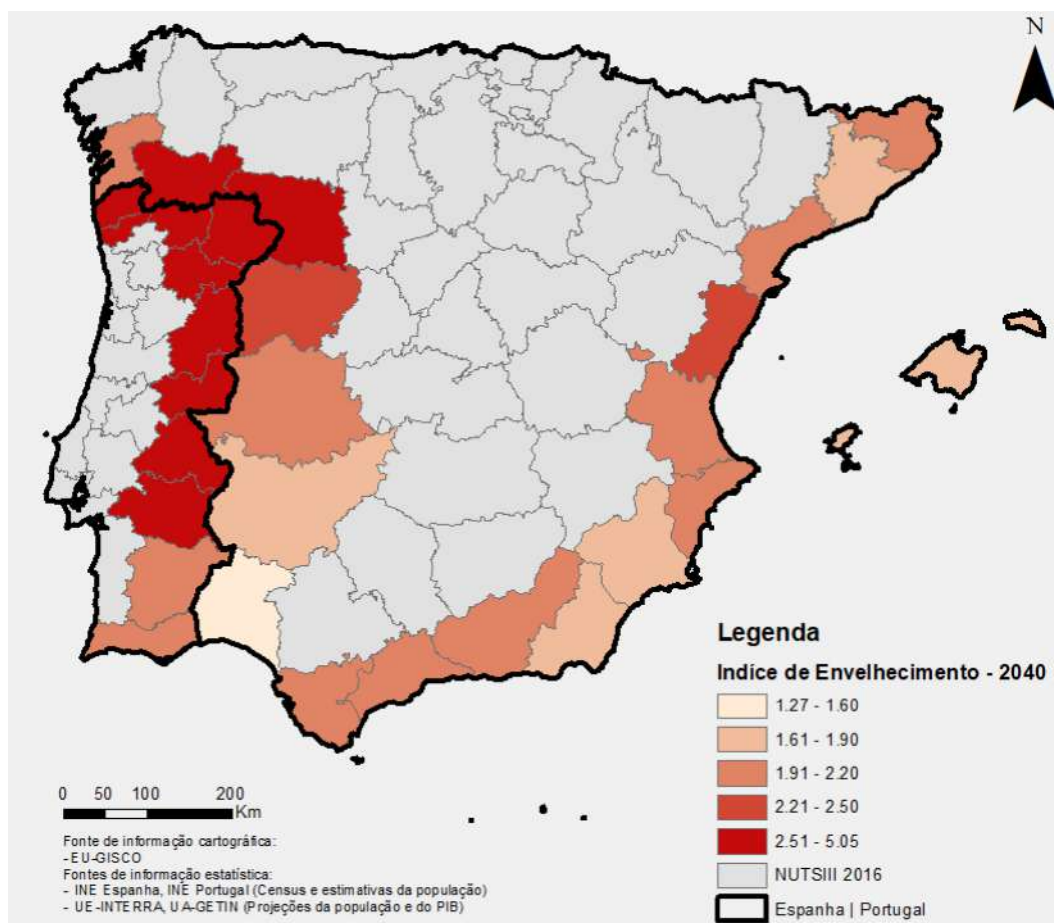 N
Legenda
Indíce de Envelhecimento - 2040
1.27 - 1.60
1.61 - 1.90
1.91 - 2.20
2.21 - 2.50
2.51 - 5.05
NUTSIII 2016
Espanha | Portugal
0 50 100 200
Km
Fonte de informação cartográfica:
- EU-GISCO
Fontes de informação estatística:
- INE Espanha, INE Portugal (Census e estimativas da população)
- UE-INTERRA, UA-GETIN (Projeções da população e do PIB)